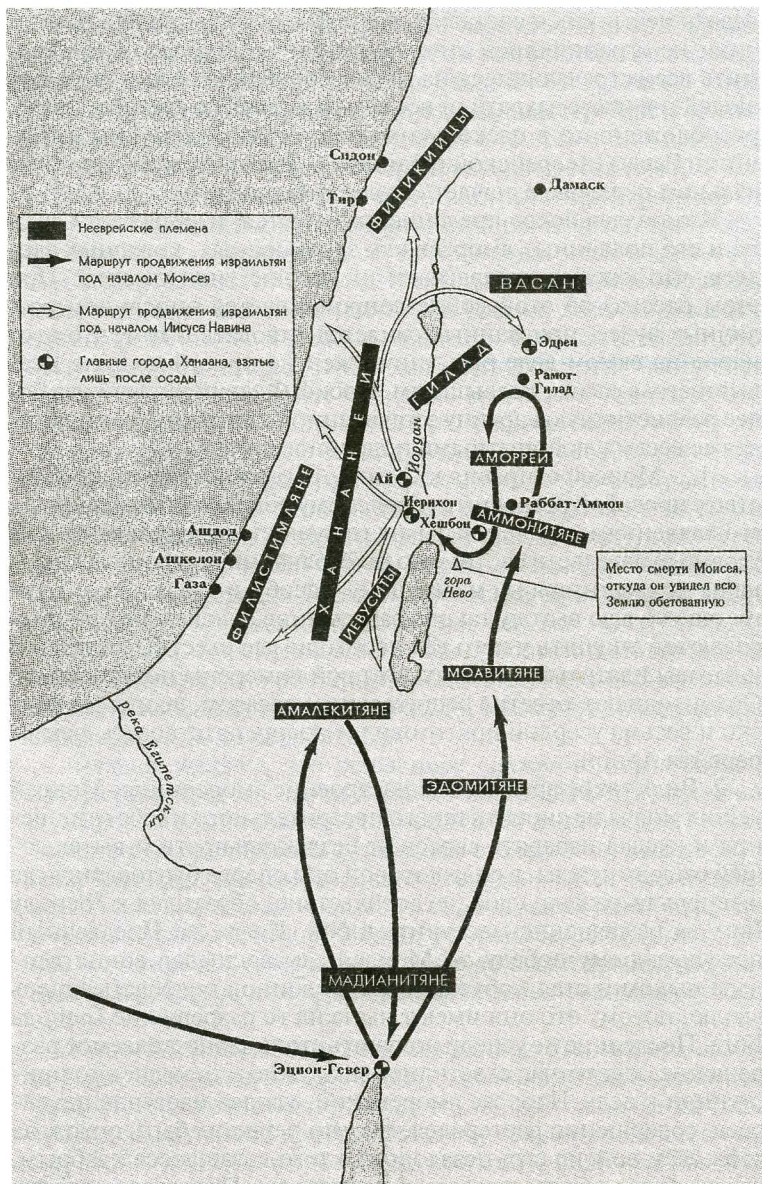 Сидон
Тир
ФИНИКИЙЦЫ
Дамаск
Нееврейские племена
Маршрут продвижения израильтян
под началом Моисея
Маршрут продвижения израильтян
под началом Иисуса Навина
Главные города Ханаана, взятые
лишь после осады
ВАСАН
Эдреи
Рамот-
Гилад
ГИЛАД
Иордан
ХАНАНЕИ
АМОРРЕИ
Ай
Иерихон
Хешбон
Раббат-Аммон
АММОНИТЯНЕ
ФИЛИСТИМЛЯНЕ
Ашдод
Ашкелон
Газа
ИЕВУСИТЫ
гора
Нево
Место смерти Моисея,
откуда он увидел всю
Землю обетованную
МОАВИТЯНЕ
АМАЛЕКИТЯНЕ
река Египетская
ЭДОМИТЯНЕ
МАДИАНИТЯНЕ
Эцион-Гевер